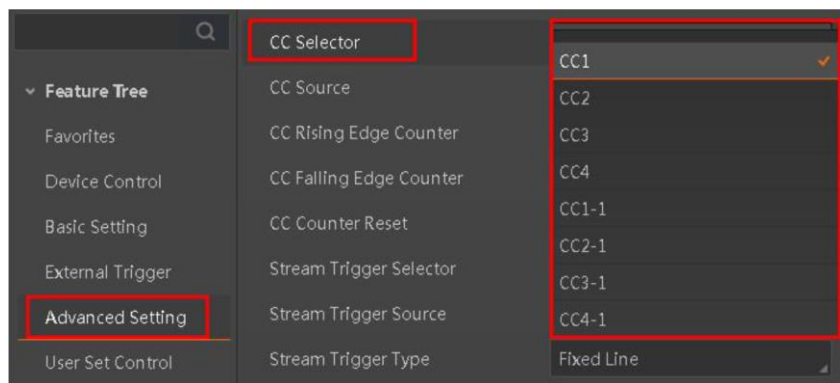 Feature Tree
Favorites
Device Control
Basic Setting
External Trigger
Advanced Setting
User Set Control
CC Selector
CC Source
CC Rising Edge Counter
CC Falling Edge Counter
CC Counter Reset
Stream Trigger Selector
Stream Trigger Source
Stream Trigger Type
CC1
CC2
CC3
CC4
CC1-1
CC2-1
CC3-1
CC4-1
Fixed Line